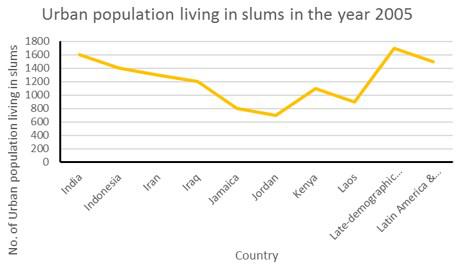 Urban population living in slums in the year 2005
No. of Urban population living in slums
1800
1600
1400
1200
1000
800
600
400
200
0
India
Indonesia
Iran
Iraq
Jamaica
Jordan
Kenya
Laos
Late-demographic...
Latin America &...
Country